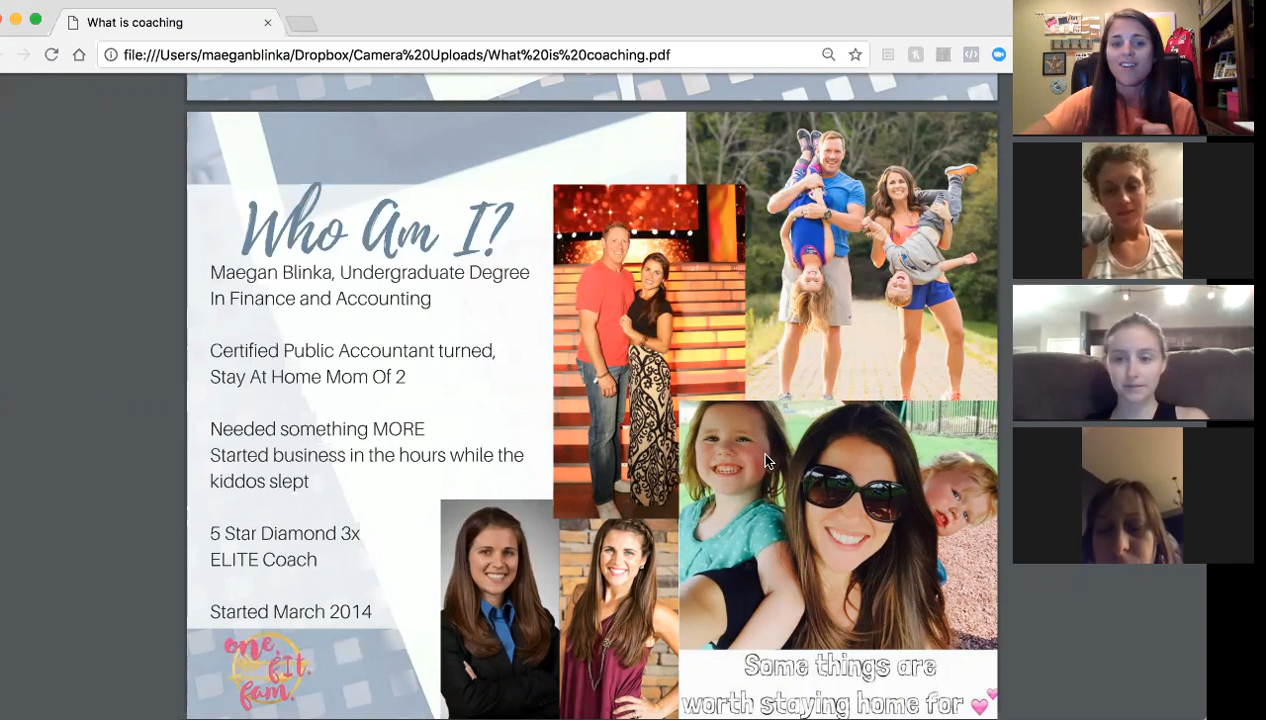 What is coaching
file:///Users/maeganblinka/Dropbox/Camera%20Uploads/What%20is%20coaching.pdf
Who Am I?
Maegan Blinka, Undergraduate Degree
In Finance and Accounting
Certified Public Accountant turned,
Stay At Home Mom Of 2
Needed something MORE
Started business in the hours while the
kiddos slept
5 Star Diamond 3x
ELITE Coach
Started March 2014
one
fit.
fam.
Some things are
worth staying home for 💕